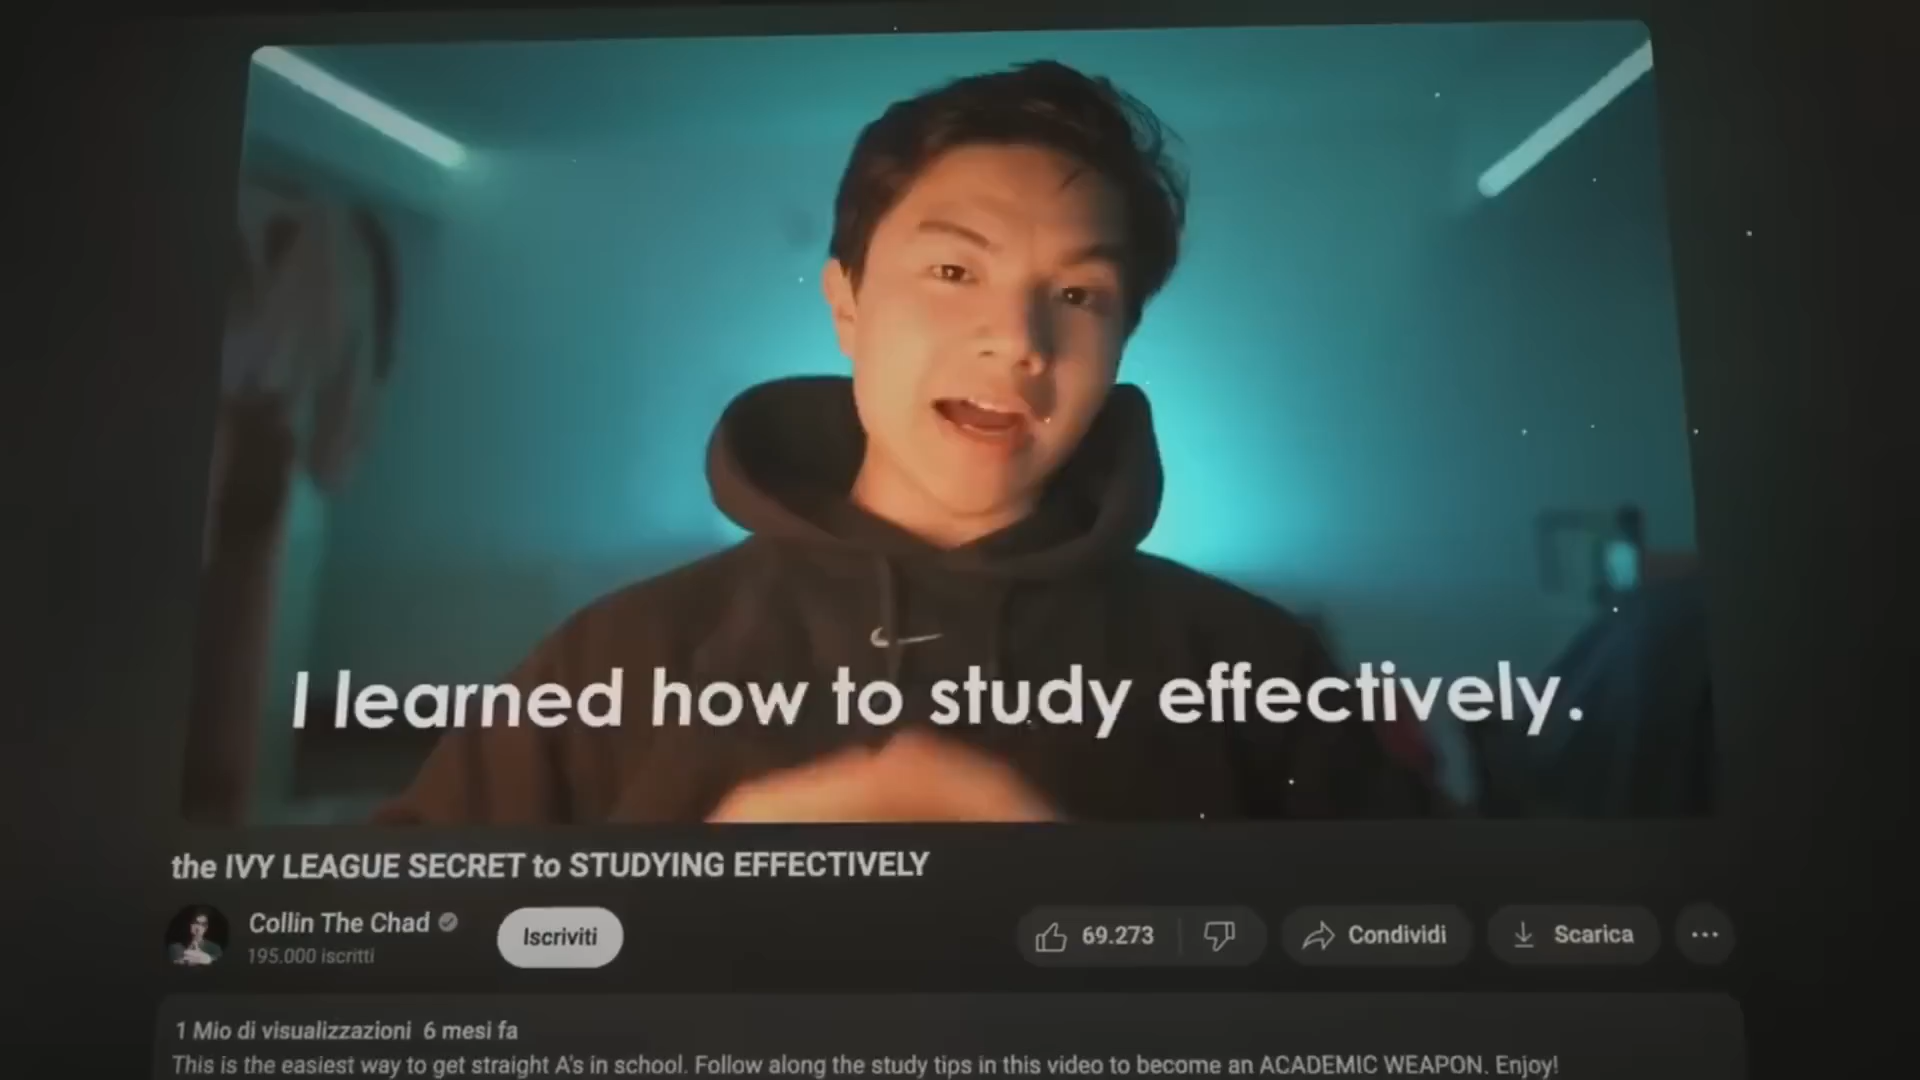 I learned how to study effectively.
the IVY LEAGUE SECRET to STUDYING EFFECTIVELY
Collin The Chad
195.000 iscritti
Iscriviti
69.273
Condividi
Scarica
1 Mio di visualizzazioni 6 mesi fa
This is the easiest way to get straight A's in school. Follow along the study tips in this video to become an ACADEMIC WEAPON. Enjoy!